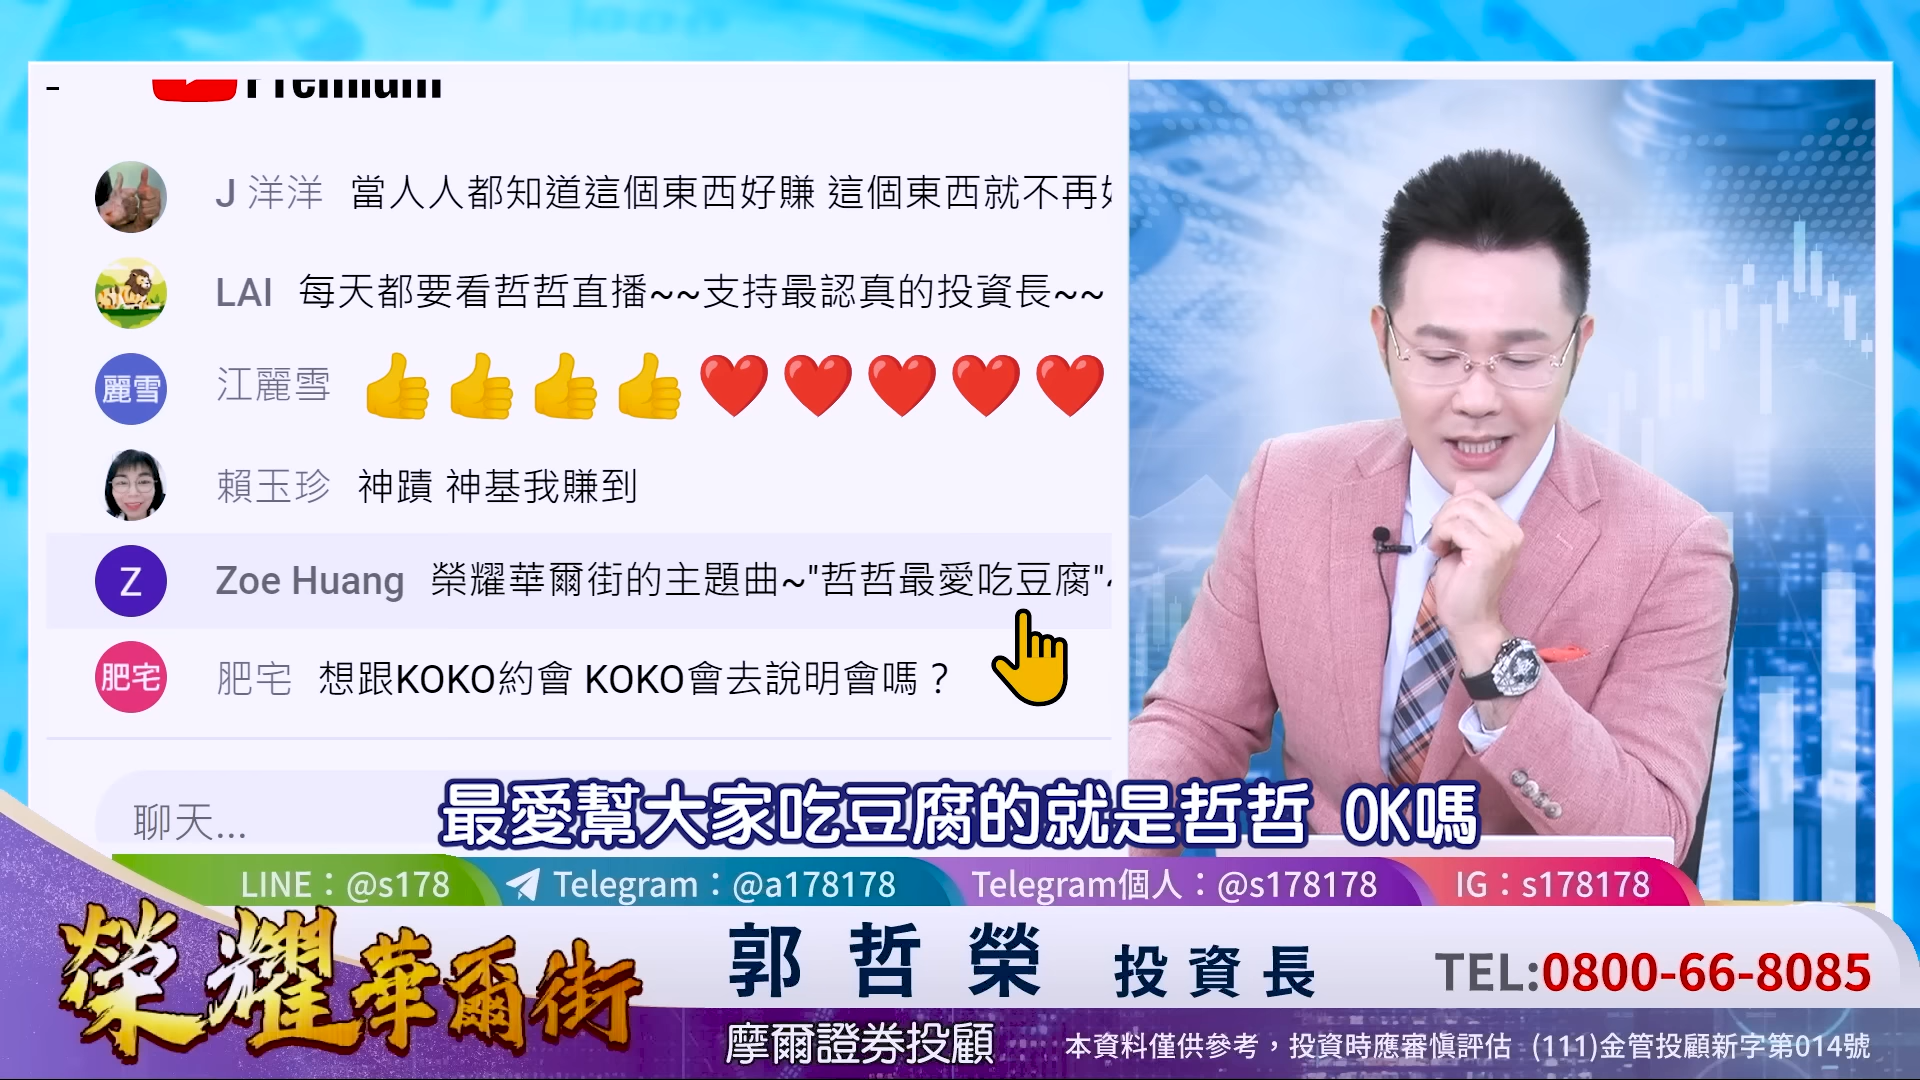 Premium
J 洋洋 當人人都知道這個東西好賺 這個東西就不再
LAI 每天都要看哲哲直播~~支持最認真的投資長~~
麗雪 江麗雪 👍👍👍👍❤️❤️❤️❤️❤️
賴玉珍 神蹟 神基我賺到
Z Zoe Huang 榮耀華爾街的主題曲~"哲哲最愛吃豆腐"
肥宅 肥宅 想跟KOKO約會 KOKO會去說明會嗎？
聊天...
最愛幫大家吃豆腐的就是哲哲 OK嗎
LINE：@s178 Telegram：@a178178 Telegram個人：@s178178 IG：s178178
榮耀華爾街 郭哲榮 投資長 TEL:0800-66-8085
摩爾證券投顧 本資料僅供參考，投資時應審慎評估 (111)金管投顧新字第014號